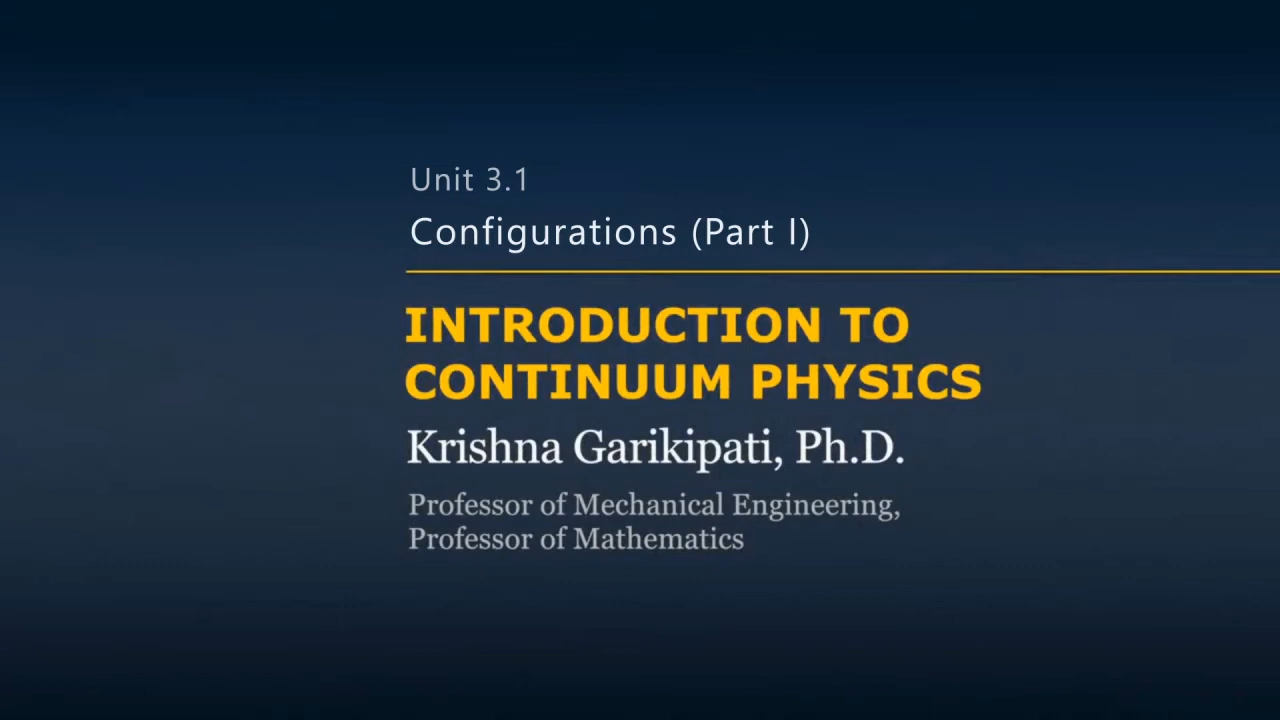 Unit 3.1
Configurations (Part I)
INTRODUCTION TO
CONTINUUM PHYSICS
Krishna Garikipati, Ph.D.
Professor of Mechanical Engineering,
Professor of Mathematics